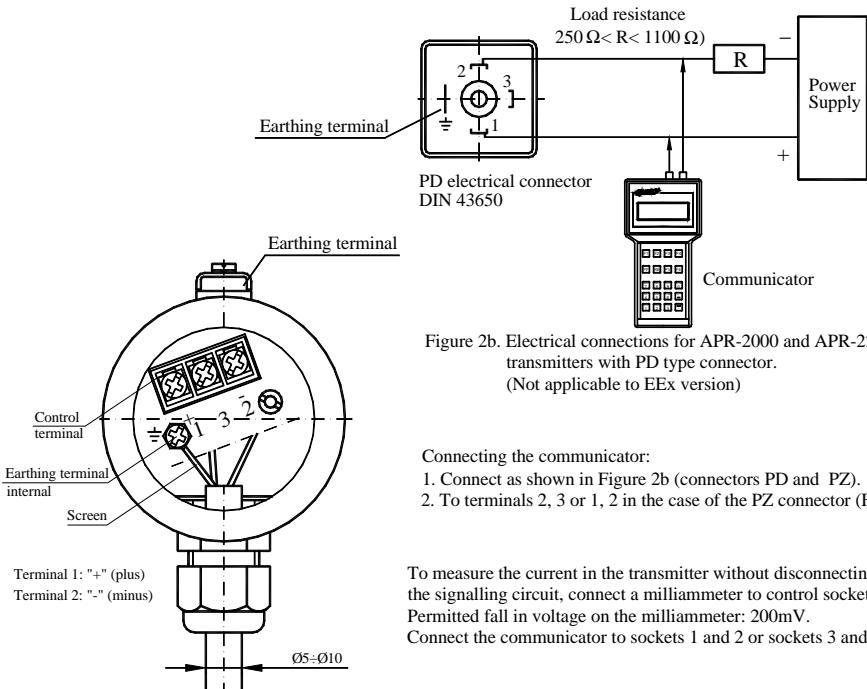 Load resistance
250 Ω< R< 1100 Ω)
R
−
Power
Supply
+
2
3
1
Earthing terminal
PD electrical connector
DIN 43650
Communicator
Figure 2b. Electrical connections for APR-2000 and APR-2
transmitters with PD type connector.
(Not applicable to EEx version)
Earthing terminal
Control
terminal
+
-
1 3 2
Earthing terminal
internal
Screen
Terminal 1: "+" (plus)
Terminal 2: "-" (minus)
Ø5÷Ø10
Connecting the communicator:
1. Connect as shown in Figure 2b (connectors PD and PZ).
2. To terminals 2, 3 or 1, 2 in the case of the PZ connector (F
To measure the current in the transmitter without disconnectin
the signalling circuit, connect a milliammeter to control socket
Permitted fall in voltage on the milliammeter: 200mV.
Connect the communicator to sockets 1 and 2 or sockets 3 and